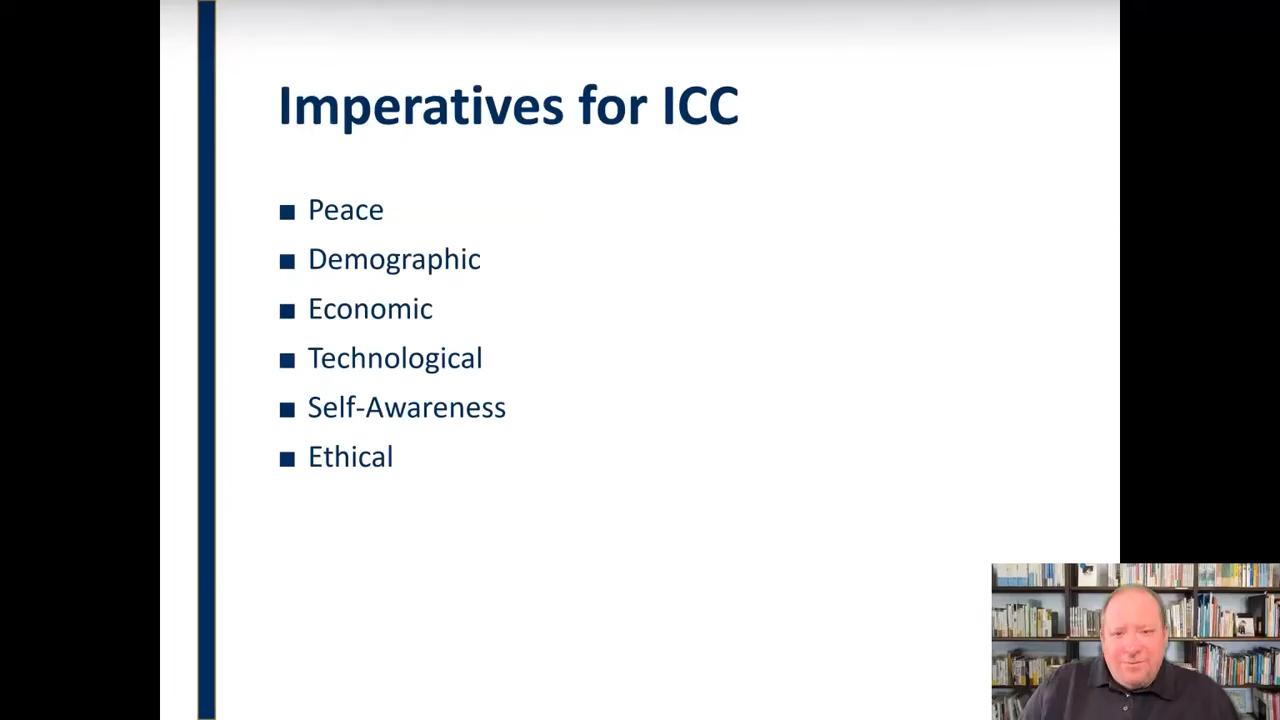 Imperatives for ICC
■ Peace
■ Demographic
■ Economic
■ Technological
■ Self-Awareness
■ Ethical